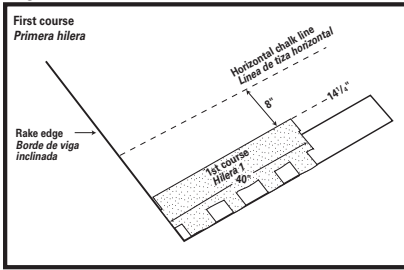 First course
Primera hilera
Horizontal chalk line
Línea de tiza horizontal
8"
14¼"
Rake edge
Borde de viga
inclinada
1st course
Hilera 1
40"